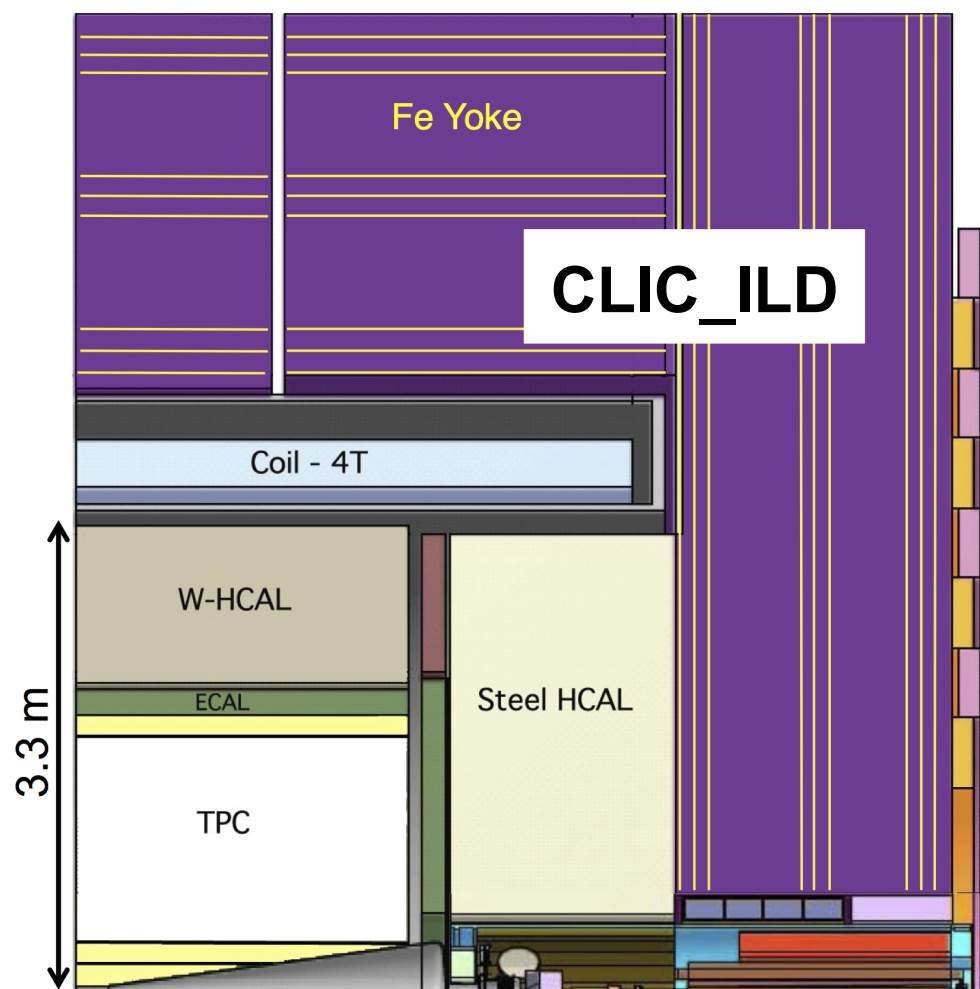 Fe Yoke
CLIC_ILD
Coil - 4T
W-HCAL
ECAL
Steel HCAL
3.3 m
TPC